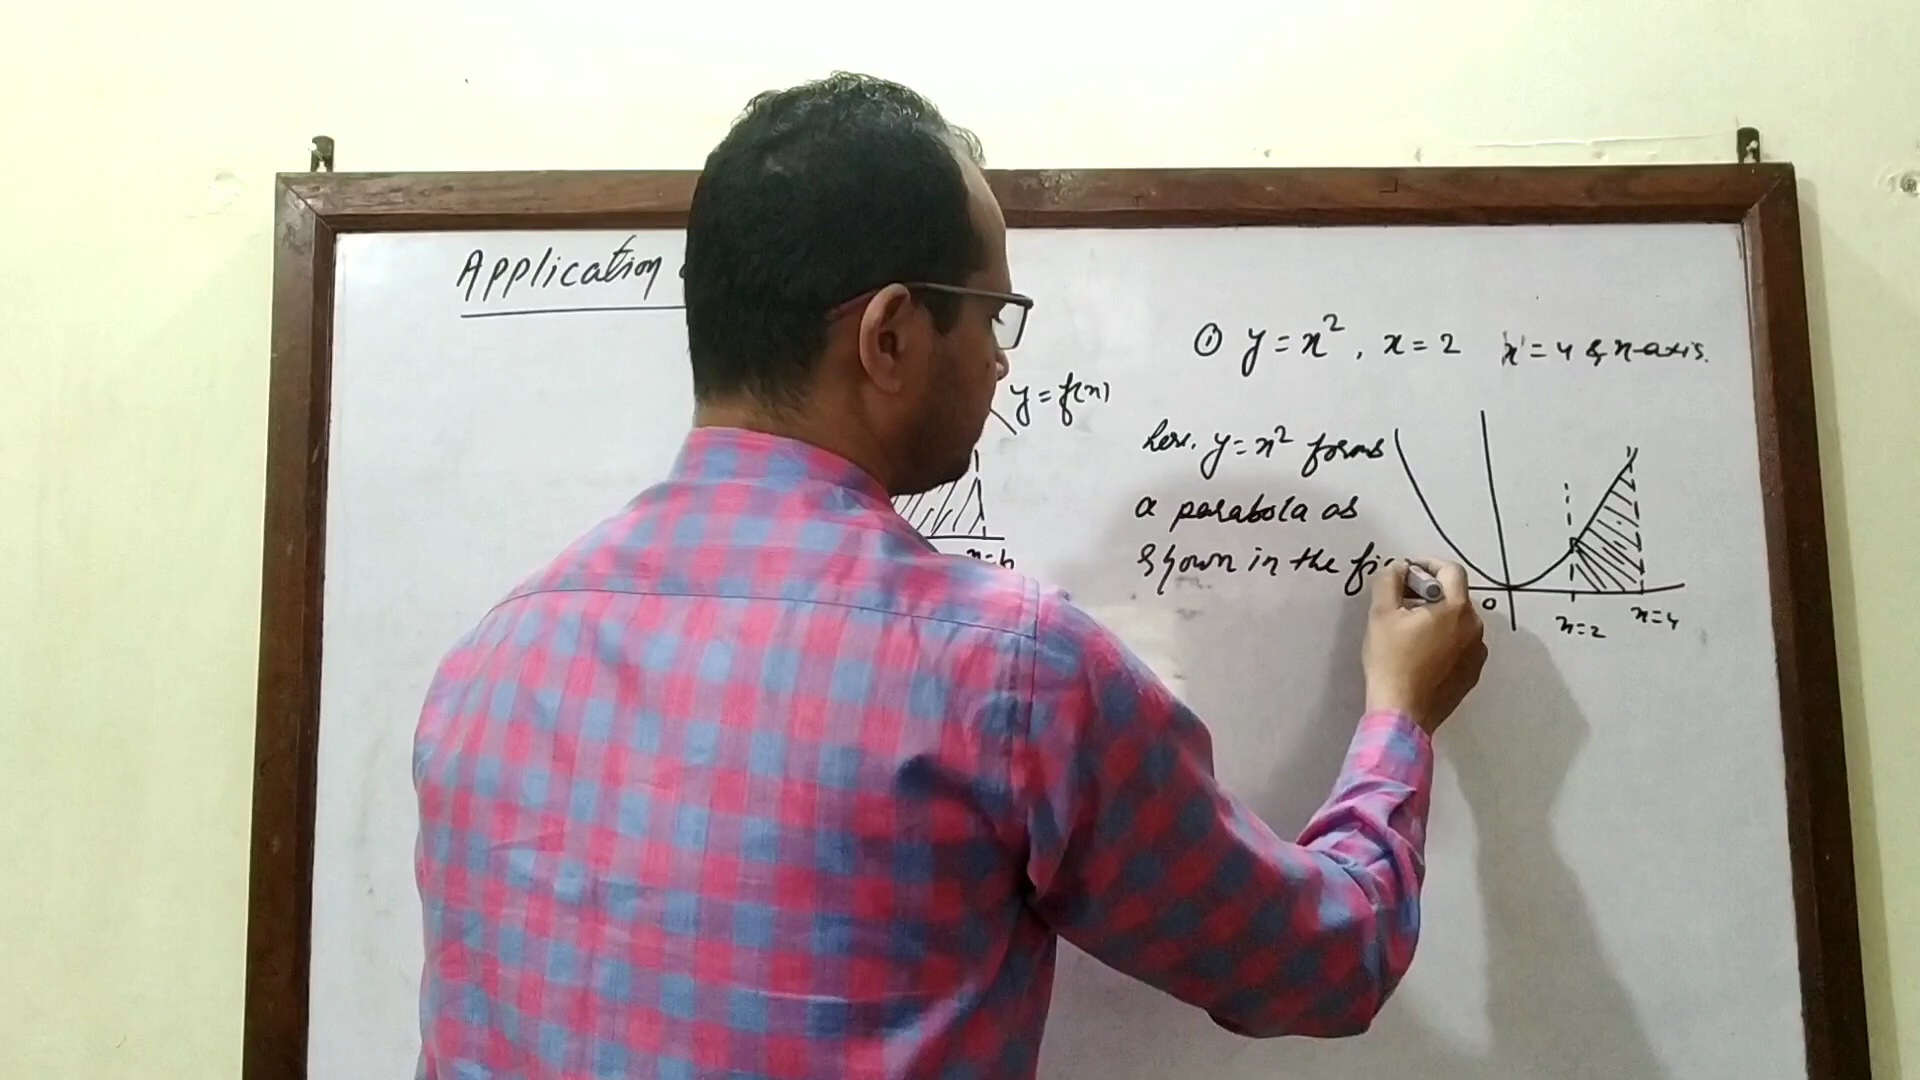 Application
y = f(x)
x=b
① y = x², x = 2 x = 4 & x-axis.
here, y = x² forms
a parabola as
shown in the fi
0
x=2
x=4